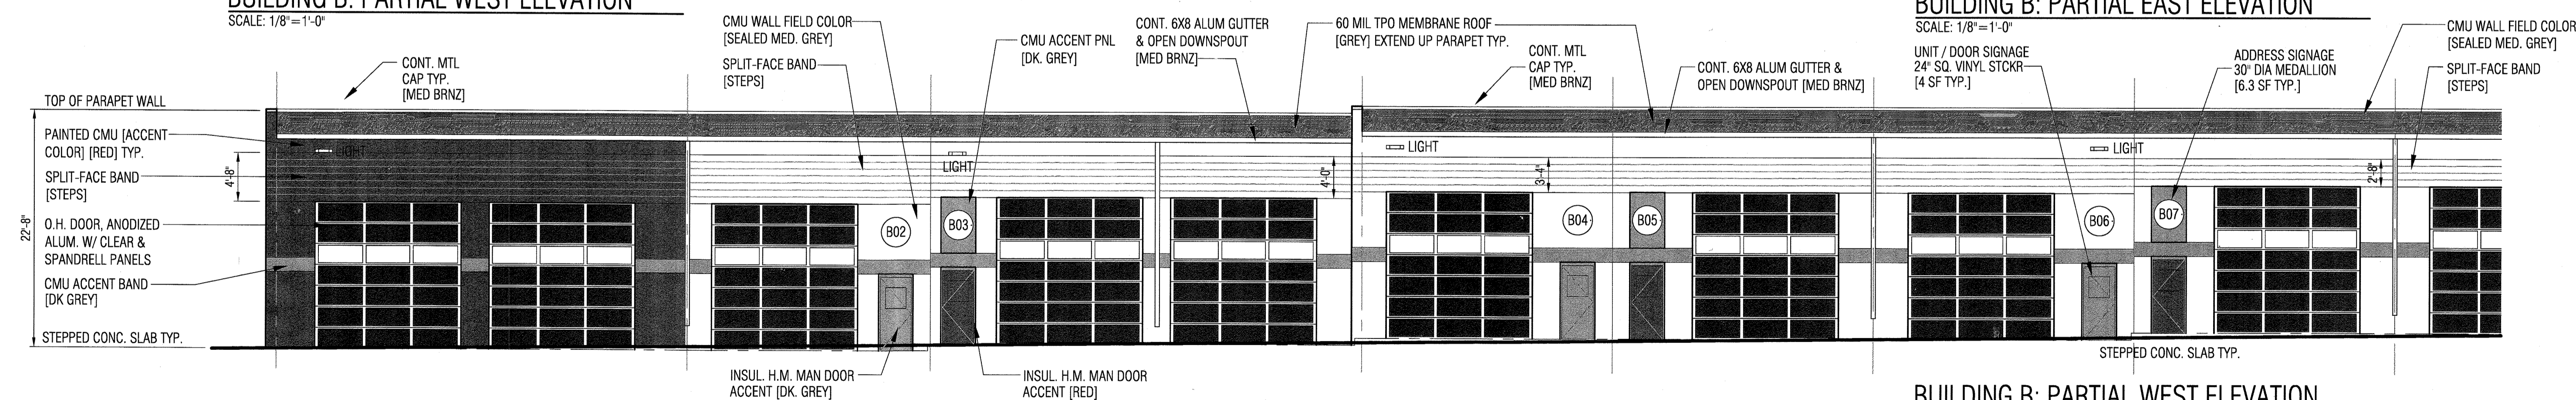 BUILDING B: PARTIAL WEST ELEVATION
SCALE: 1/8"=1'-0"
BUILDING B: PARTIAL EAST ELEVATION
SCALE: 1/8"=1'-0"
CONT. MTL
CAP TYP.
[MED BRNZ]
CMU WALL FIELD COLOR
[SEALED MED. GREY]
SPLIT-FACE BAND
[STEPS]
CMU ACCENT PNL
[DK. GREY]
CONT. 6X8 ALUM GUTTER
& OPEN DOWNSPOUT
[MED BRNZ]
60 MIL TPO MEMBRANE ROOF
[GREY] EXTEND UP PARAPET TYP.
CONT. MTL
CAP TYP.
[MED BRNZ]
CONT. 6X8 ALUM GUTTER &
OPEN DOWNSPOUT [MED BRNZ]
UNIT / DOOR SIGNAGE
24" SQ. VINYL STCKR
[4 SF TYP.]
ADDRESS SIGNAGE
30" DIA MEDALLION
[6.3 SF TYP.]
CMU WALL FIELD COLOR
[SEALED MED. GREY]
SPLIT-FACE BAND
[STEPS]
TOP OF PARAPET WALL
PAINTED CMU [ACCENT
COLOR] [RED] TYP.
SPLIT-FACE BAND
[STEPS]
O.H. DOOR, ANODIZED
ALUM. W/ CLEAR &
SPANDRELL PANELS
CMU ACCENT BAND
[DK GREY]
STEPPED CONC. SLAB TYP.
22'-8"
4'-8"
LIGHT
LIGHT
4'-0"
LIGHT
3'-4"
LIGHT
2'-8"
B02
B03
B04
B05
B06
B07
INSUL. H.M. MAN DOOR
ACCENT [DK. GREY]
INSUL. H.M. MAN DOOR
ACCENT [RED]
STEPPED CONC. SLAB TYP.
BUILDING B: PARTIAL WEST ELEVATION